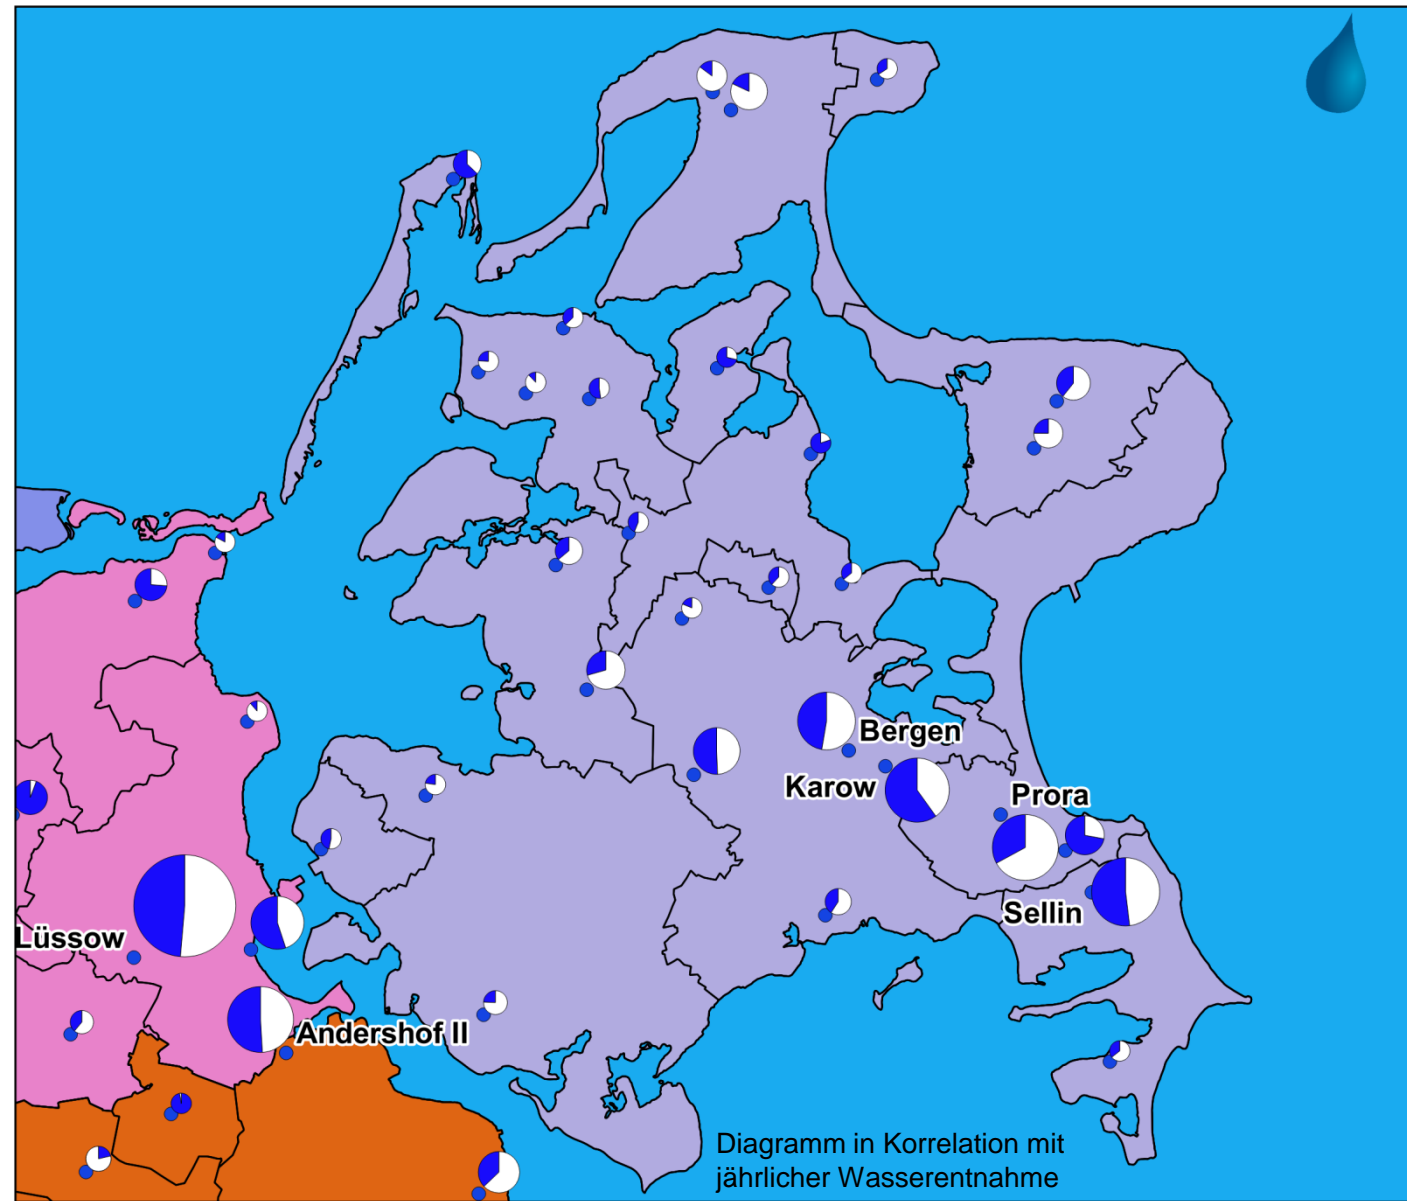 Bergen
Karow
Prora
Sellin
Lüssow
Andershof II
Diagramm in Korrelation mit
jährlicher Wasserentnahme